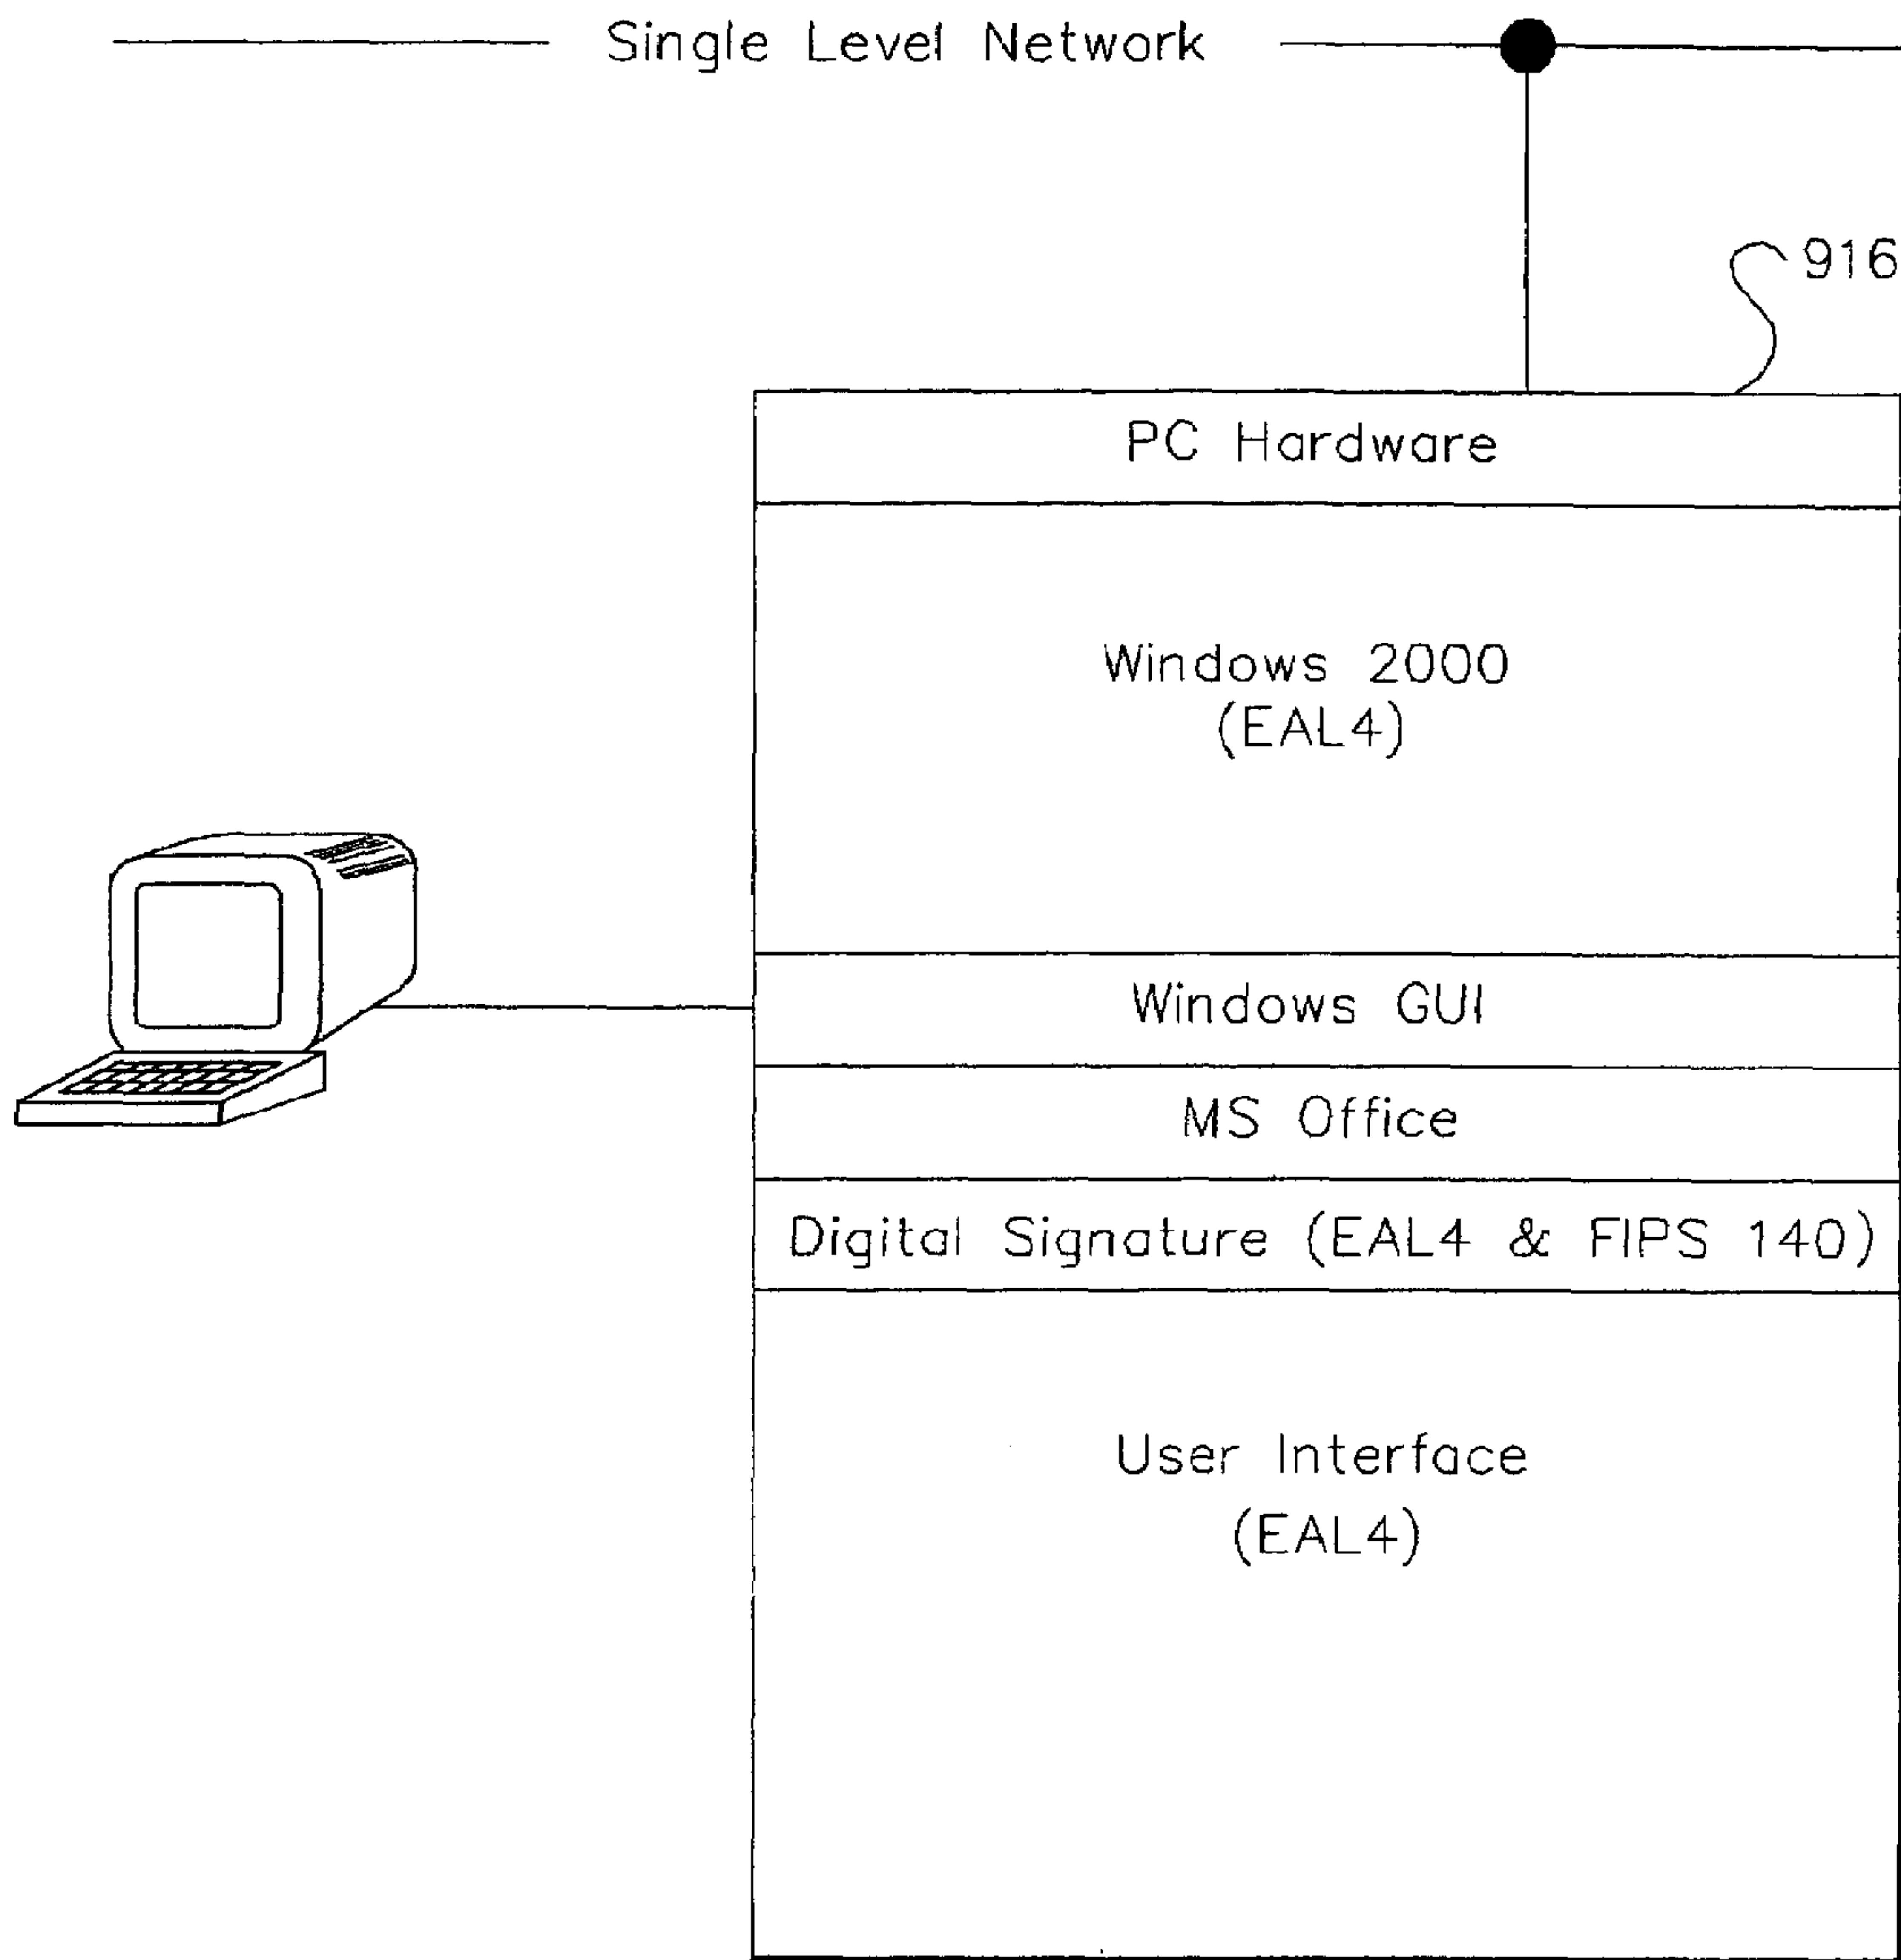 Single Level Network
916
PC Hardware
Windows 2000
(EAL4)
Windows GUI
MS Office
Digital Signature (EAL4 & FIPS 140)
User Interface
(EAL4)